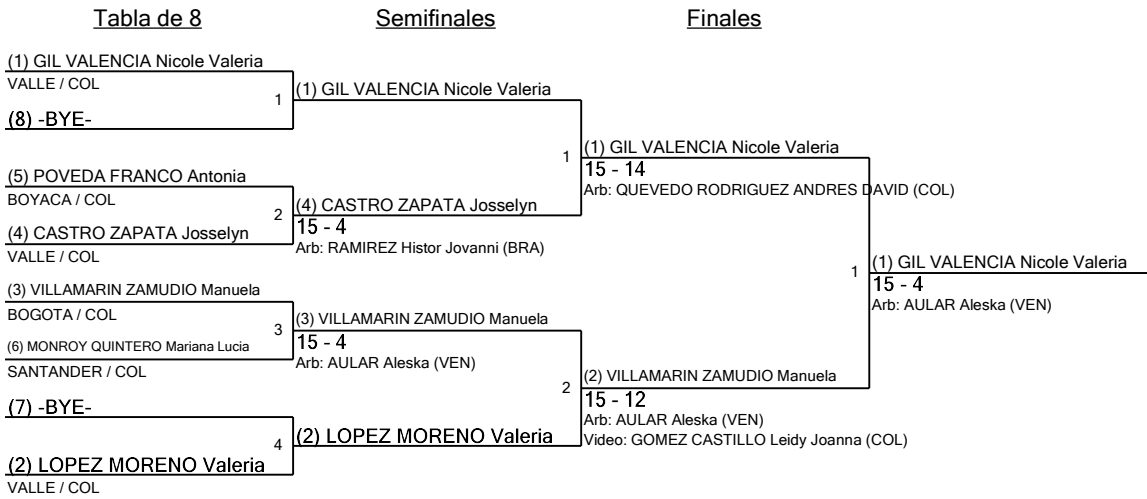 Tabla de 8
Semifinales
Finales
(1) GIL VALENCIA Nicole Valeria
VALLE / COL
1
(8) -BYE-
(5) POVEDA FRANCO Antonia
BOYACA / COL
2
(4) CASTRO ZAPATA Josselyn
VALLE / COL
(3) VILLAMARIN ZAMUDIO Manuela
BOGOTA / COL
3
(6) MONROY QUINTERO Mariana Lucia
SANTANDER / COL
(7) -BYE-
4
(2) LOPEZ MORENO Valeria
VALLE / COL
(1) GIL VALENCIA Nicole Valeria
1
(4) CASTRO ZAPATA Josselyn
15 - 4
Arb: RAMIREZ Histor Jovanni (BRA)
(3) VILLAMARIN ZAMUDIO Manuela
15 - 4
Arb: AULAR Aleska (VEN)
2
(2) LOPEZ MORENO Valeria
(1) GIL VALENCIA Nicole Valeria
15 - 14
Arb: QUEVEDO RODRIGUEZ ANDRES DAVID (COL)
1
(2) VILLAMARIN ZAMUDIO Manuela
15 - 12
Arb: AULAR Aleska (VEN)
Video: GOMEZ CASTILLO Leidy Joanna (COL)
(1) GIL VALENCIA Nicole Valeria
15 - 4
Arb: AULAR Aleska (VEN)